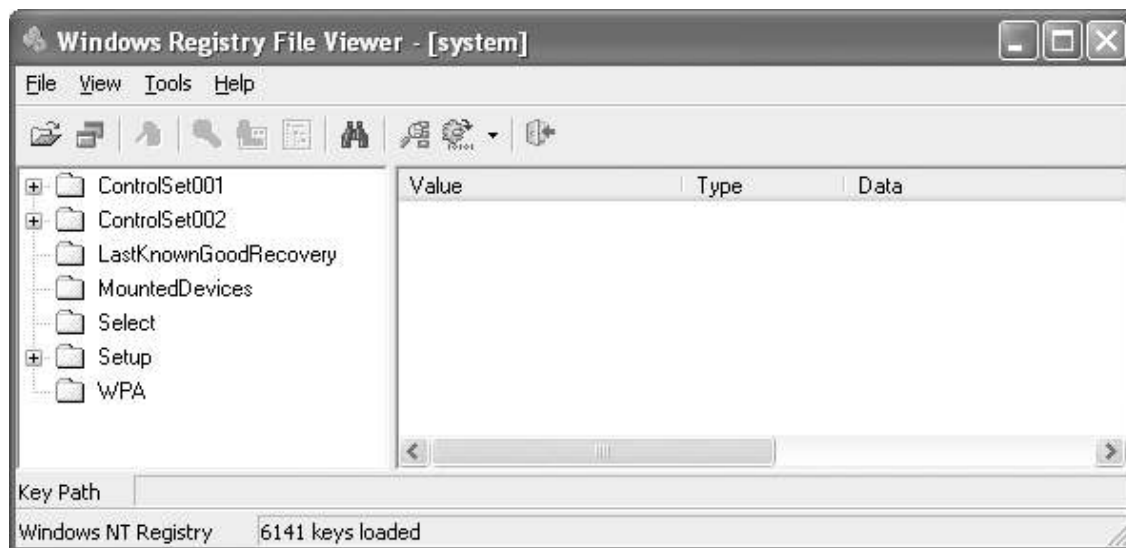 Windows Registry File Viewer - [system]
File View Tools Help
Value Type Data
ControlSet001
ControlSet002
LastKnownGoodRecovery
MountedDevices
Select
Setup
WPA
Key Path
Windows NT Registry 6141 keys loaded